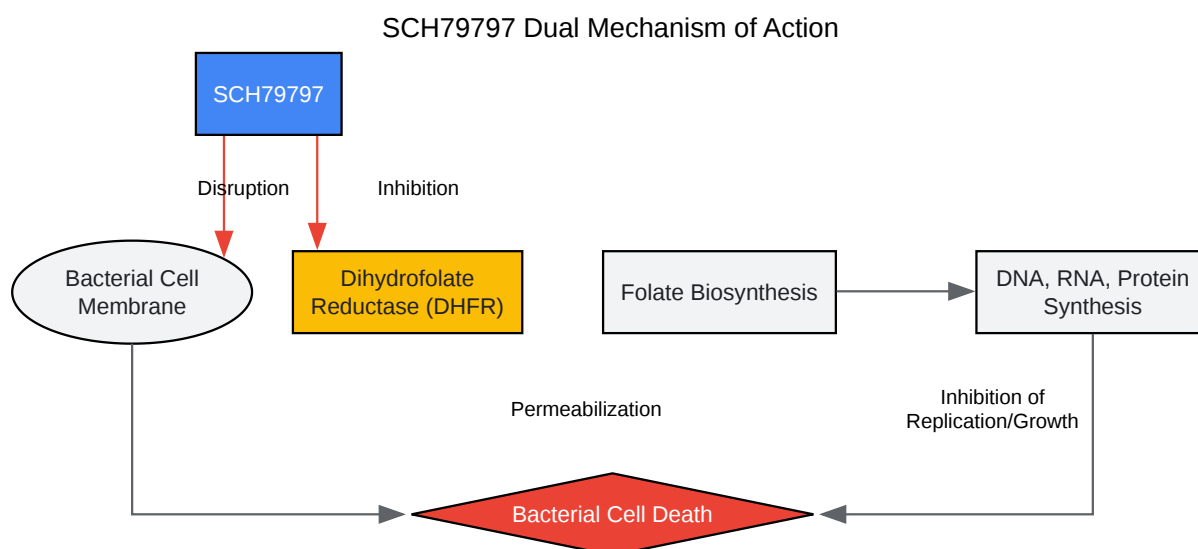 SCH79797 Dual Mechanism of Action
SCH79797
Disruption
Inhibition
Bacterial Cell
Membrane
Dihydrofolate
Reductase (DHFR)
Folate Biosynthesis
DNA, RNA, Protein
Synthesis
Permeabilization
Inhibition of
Replication/Growth
Bacterial Cell Death